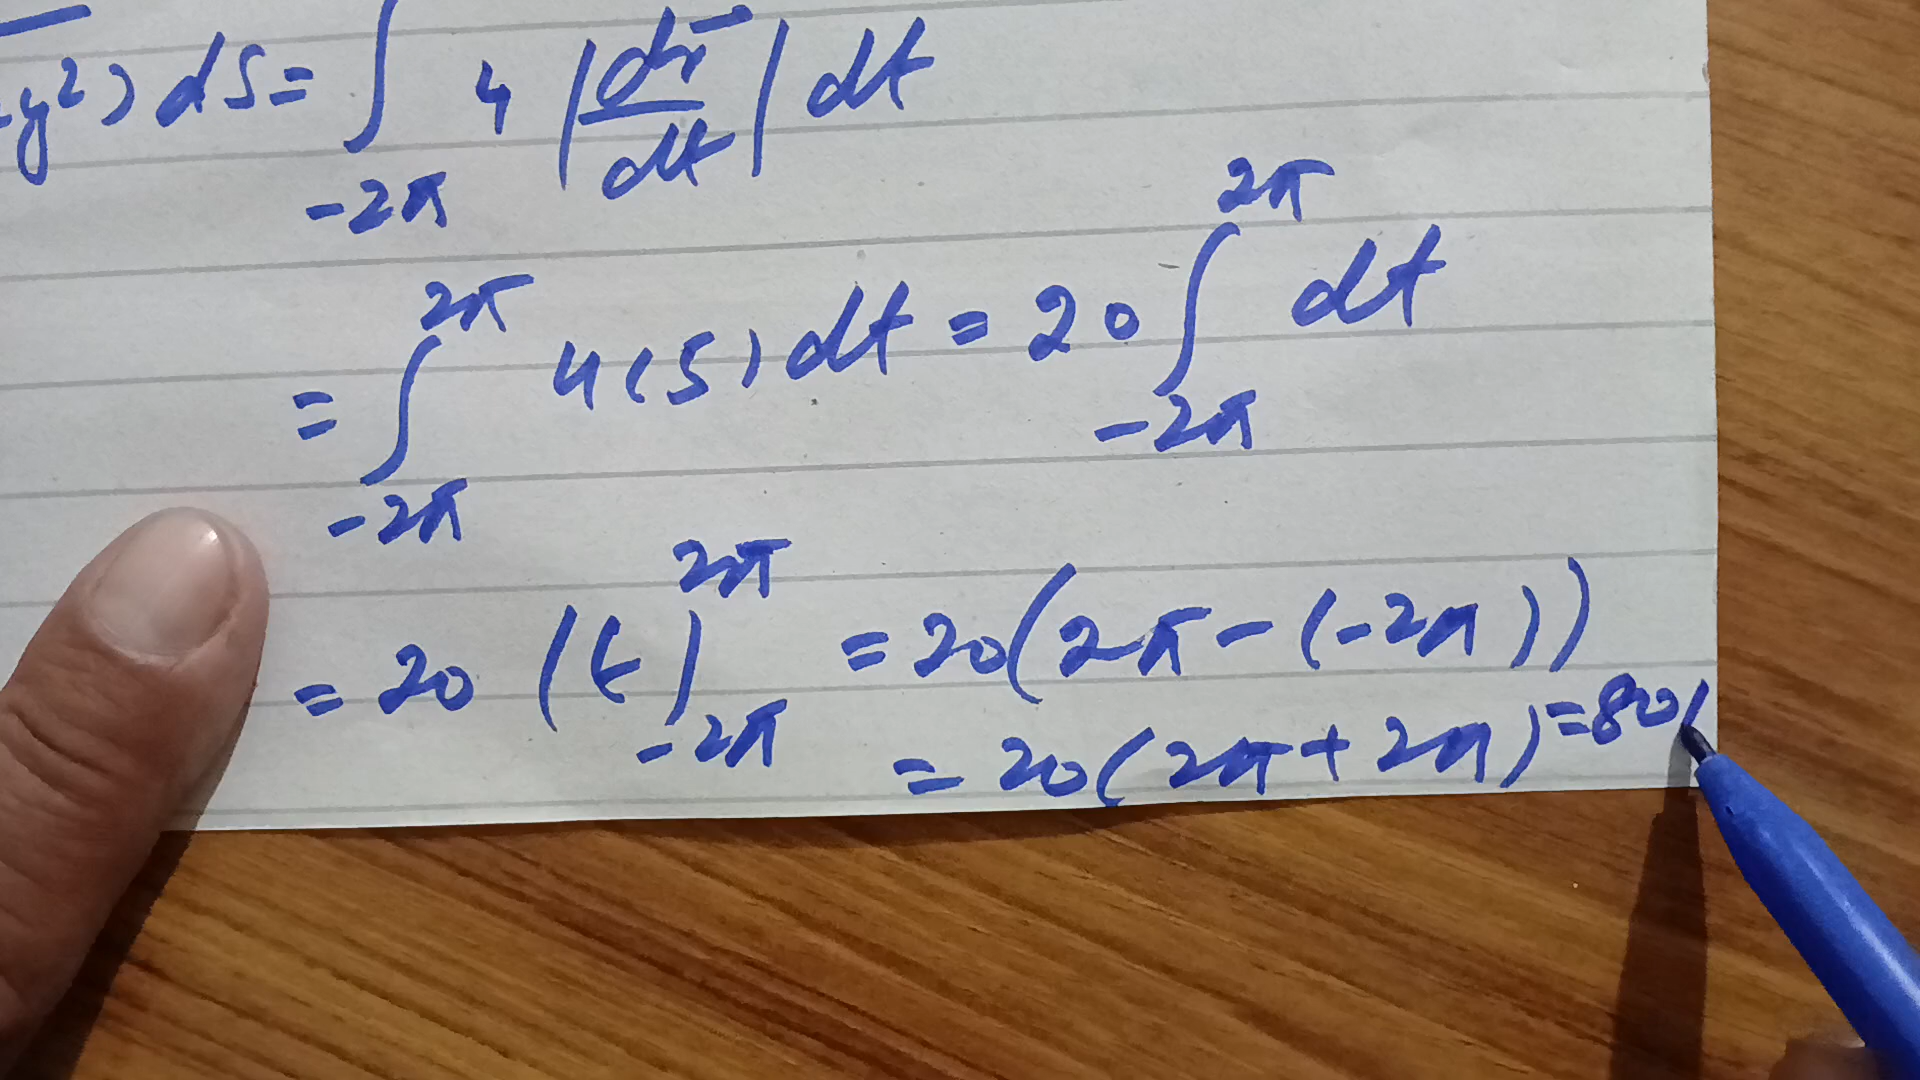 y²) ds = ∫ 4 |dr̄/dt| dt
-2π
= ∫_{-2π}^{2π} 4(5) dt = 20 ∫_{-2π}^{2π} dt
= 20 (t)_{-2π}^{2π} = 20(2π - (-2π))
= 20(2π + 2π) = 80